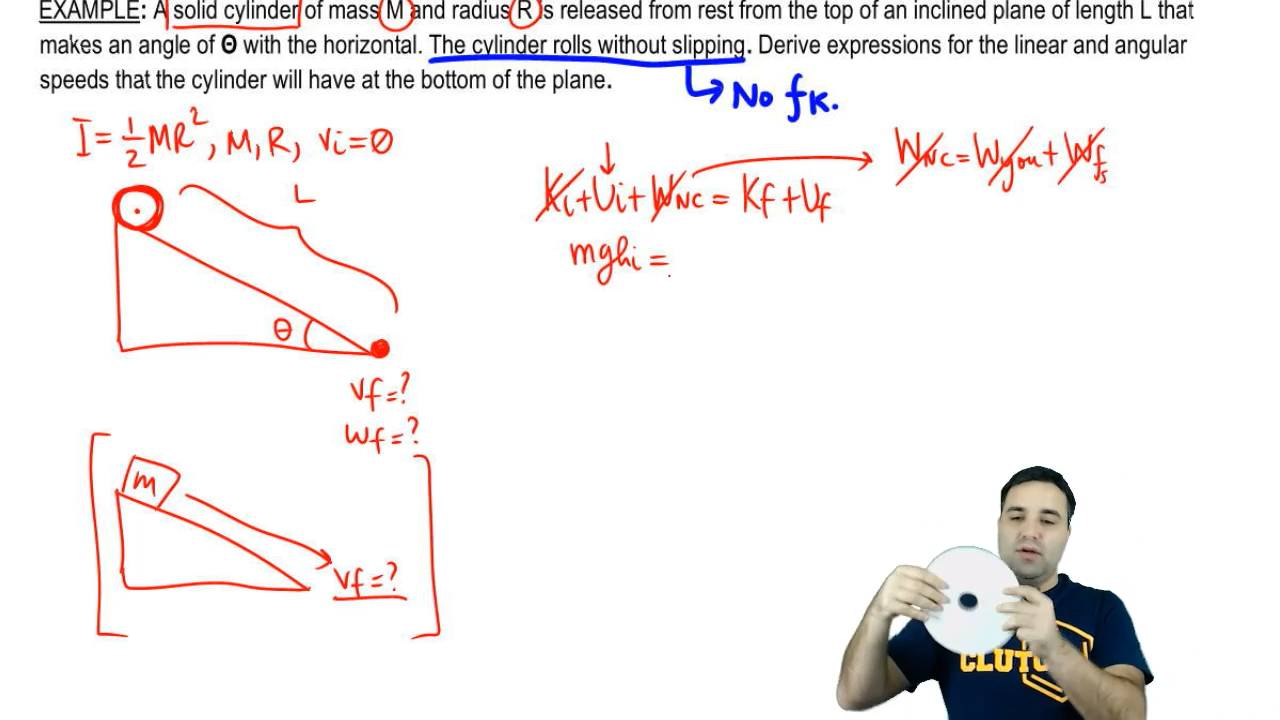 EXAMPLE: A solid cylinder of mass M and radius R is released from rest from the top of an inclined plane of length L that
makes an angle of Θ with the horizontal. The cylinder rolls without slipping. Derive expressions for the linear and angular
speeds that the cylinder will have at the bottom of the plane.
No fK.
I = 1/2 MR², M, R, Vi=0
L
θ
Vf=?
Wf=?
m
Vf=?
Ki+Ui+WNC = Kf+Uf
WNC = Wyou + Wfs
mghi =
CLUTCH